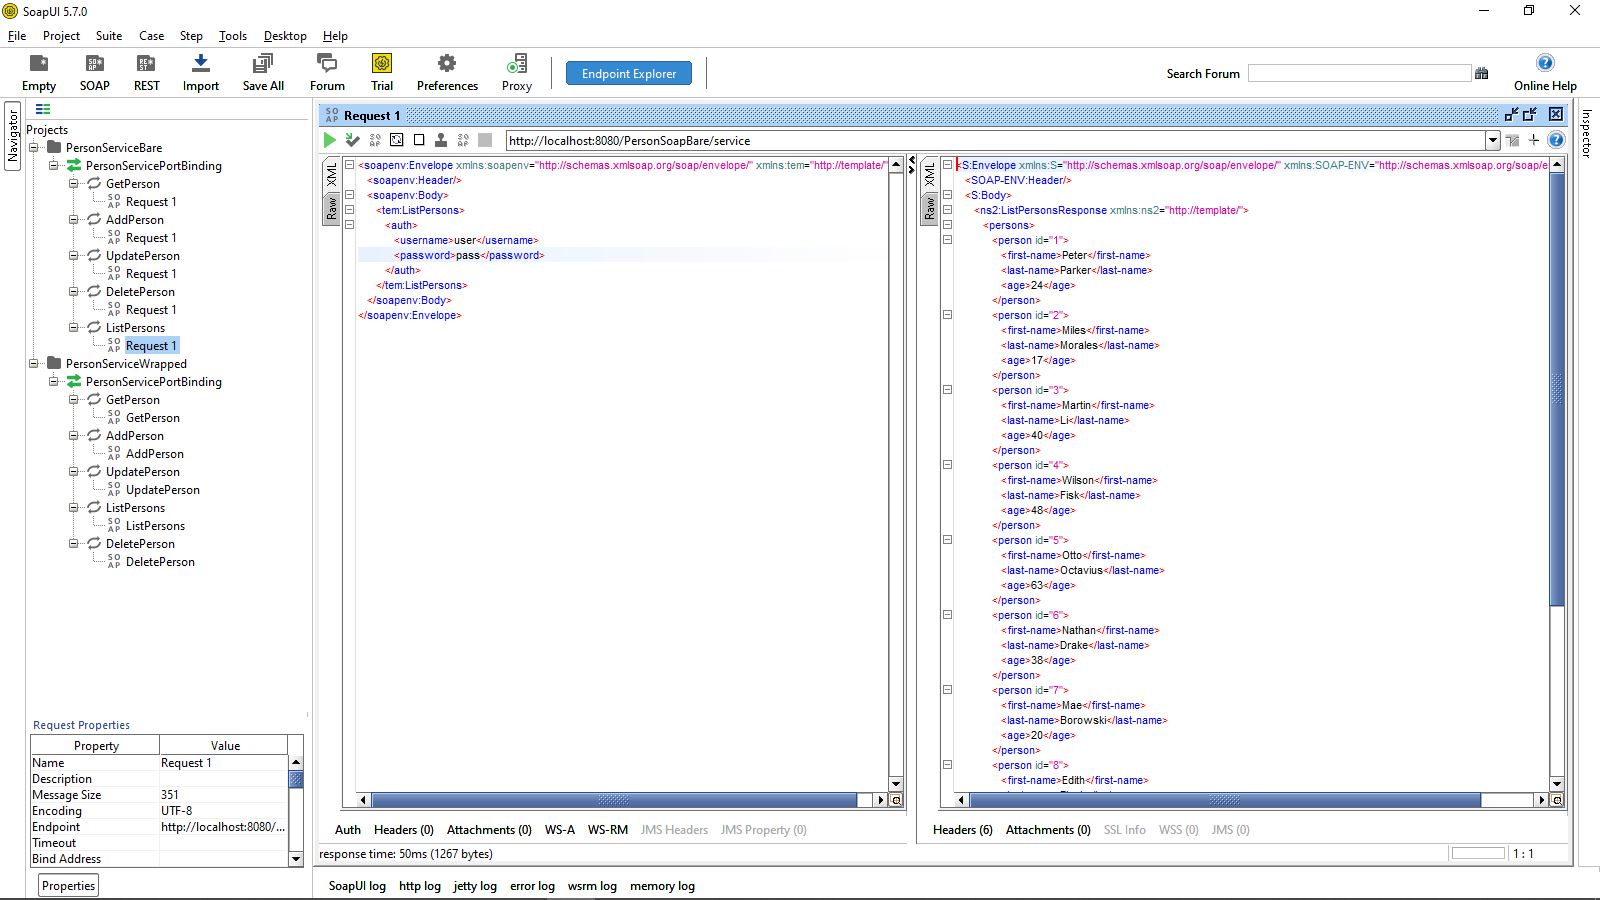 SoapUI 5.7.0
File Project Suite Case Step Tools Desktop Help
Empty SOAP REST Import Save All Forum Trial Preferences Proxy Endpoint Explorer Search Forum Online Help
Navigator
Projects
PersonServiceBare
PersonServicePortBinding
GetPerson
Request 1
AddPerson
Request 1
UpdatePerson
Request 1
DeletePerson
Request 1
ListPersons
Request 1
PersonServiceWrapped
PersonServicePortBinding
GetPerson
GetPerson
AddPerson
AddPerson
UpdatePerson
UpdatePerson
ListPersons
ListPersons
DeletePerson
DeletePerson
Request Properties
Property Value
Name Request 1
Description
Message Size 351
Encoding UTF-8
Endpoint http://localhost:8080/...
Timeout
Bind Address
Properties
Request 1
http://localhost:8080/PersonSoapBare/service
XML
Raw
<soapenv:Envelope xmlns:soapenv="http://schemas.xmlsoap.org/soap/envelope/" xmlns:tem="http://template/"
<soapenv:Header/>
<soapenv:Body>
<tem:ListPersons>
<auth>
<username>user</username>
<password>pass</password>
</auth>
</tem:ListPersons>
</soapenv:Body>
</soapenv:Envelope>
Auth Headers (0) Attachments (0) WS-A WS-RM JMS Headers JMS Property (0)
XML
Raw
<S:Envelope xmlns:S="http://schemas.xmlsoap.org/soap/envelope/" xmlns:SOAP-ENV="http://schemas.xmlsoap.org/soap/e
<SOAP-ENV:Header/>
<S:Body>
<ns2:ListPersonsResponse xmlns:ns2="http://template/">
<persons>
<person id="1">
<first-name>Peter</first-name>
<last-name>Parker</last-name>
<age>24</age>
</person>
<person id="2">
<first-name>Miles</first-name>
<last-name>Morales</last-name>
<age>17</age>
</person>
<person id="3">
<first-name>Martin</first-name>
<last-name>Li</last-name>
<age>40</age>
</person>
<person id="4">
<first-name>Wilson</first-name>
<last-name>Fisk</last-name>
<age>48</age>
</person>
<person id="5">
<first-name>Otto</first-name>
<last-name>Octavius</last-name>
<age>63</age>
</person>
<person id="6">
<first-name>Nathan</first-name>
<last-name>Drake</last-name>
<age>38</age>
</person>
<person id="7">
<first-name>Mae</first-name>
<last-name>Borowski</last-name>
<age>20</age>
</person>
<person id="8">
<first-name>Edith</first-name>
Headers (6) Attachments (0) SSL Info WSS (0) JMS (0)
response time: 50ms (1267 bytes)
1 : 1
SoapUI log http log jetty log error log wsrm log memory log
Inspector